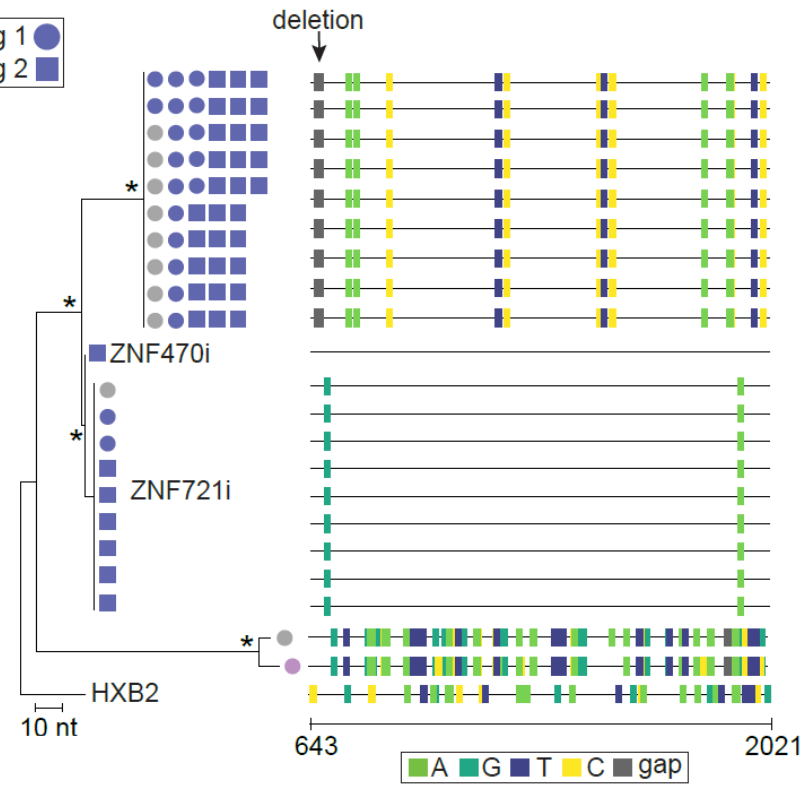 deletion
g 1
g 2
*
*
ZNF470i
*
ZNF721i
*
HXB2
10 nt
643 2021
A G T C gap